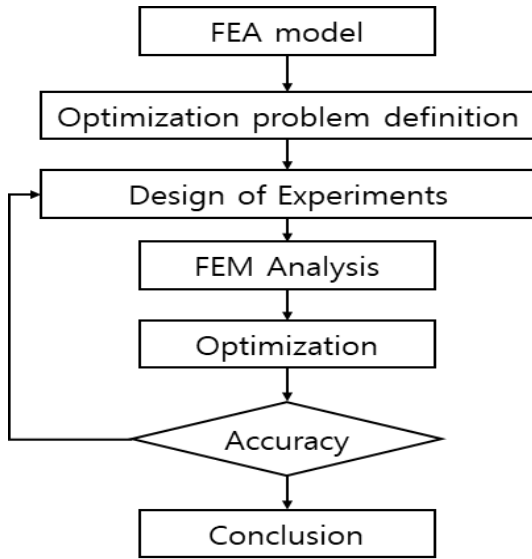 FEA model
Optimization problem definition
Design of Experiments
FEM Analysis
Optimization
Accuracy
Conclusion